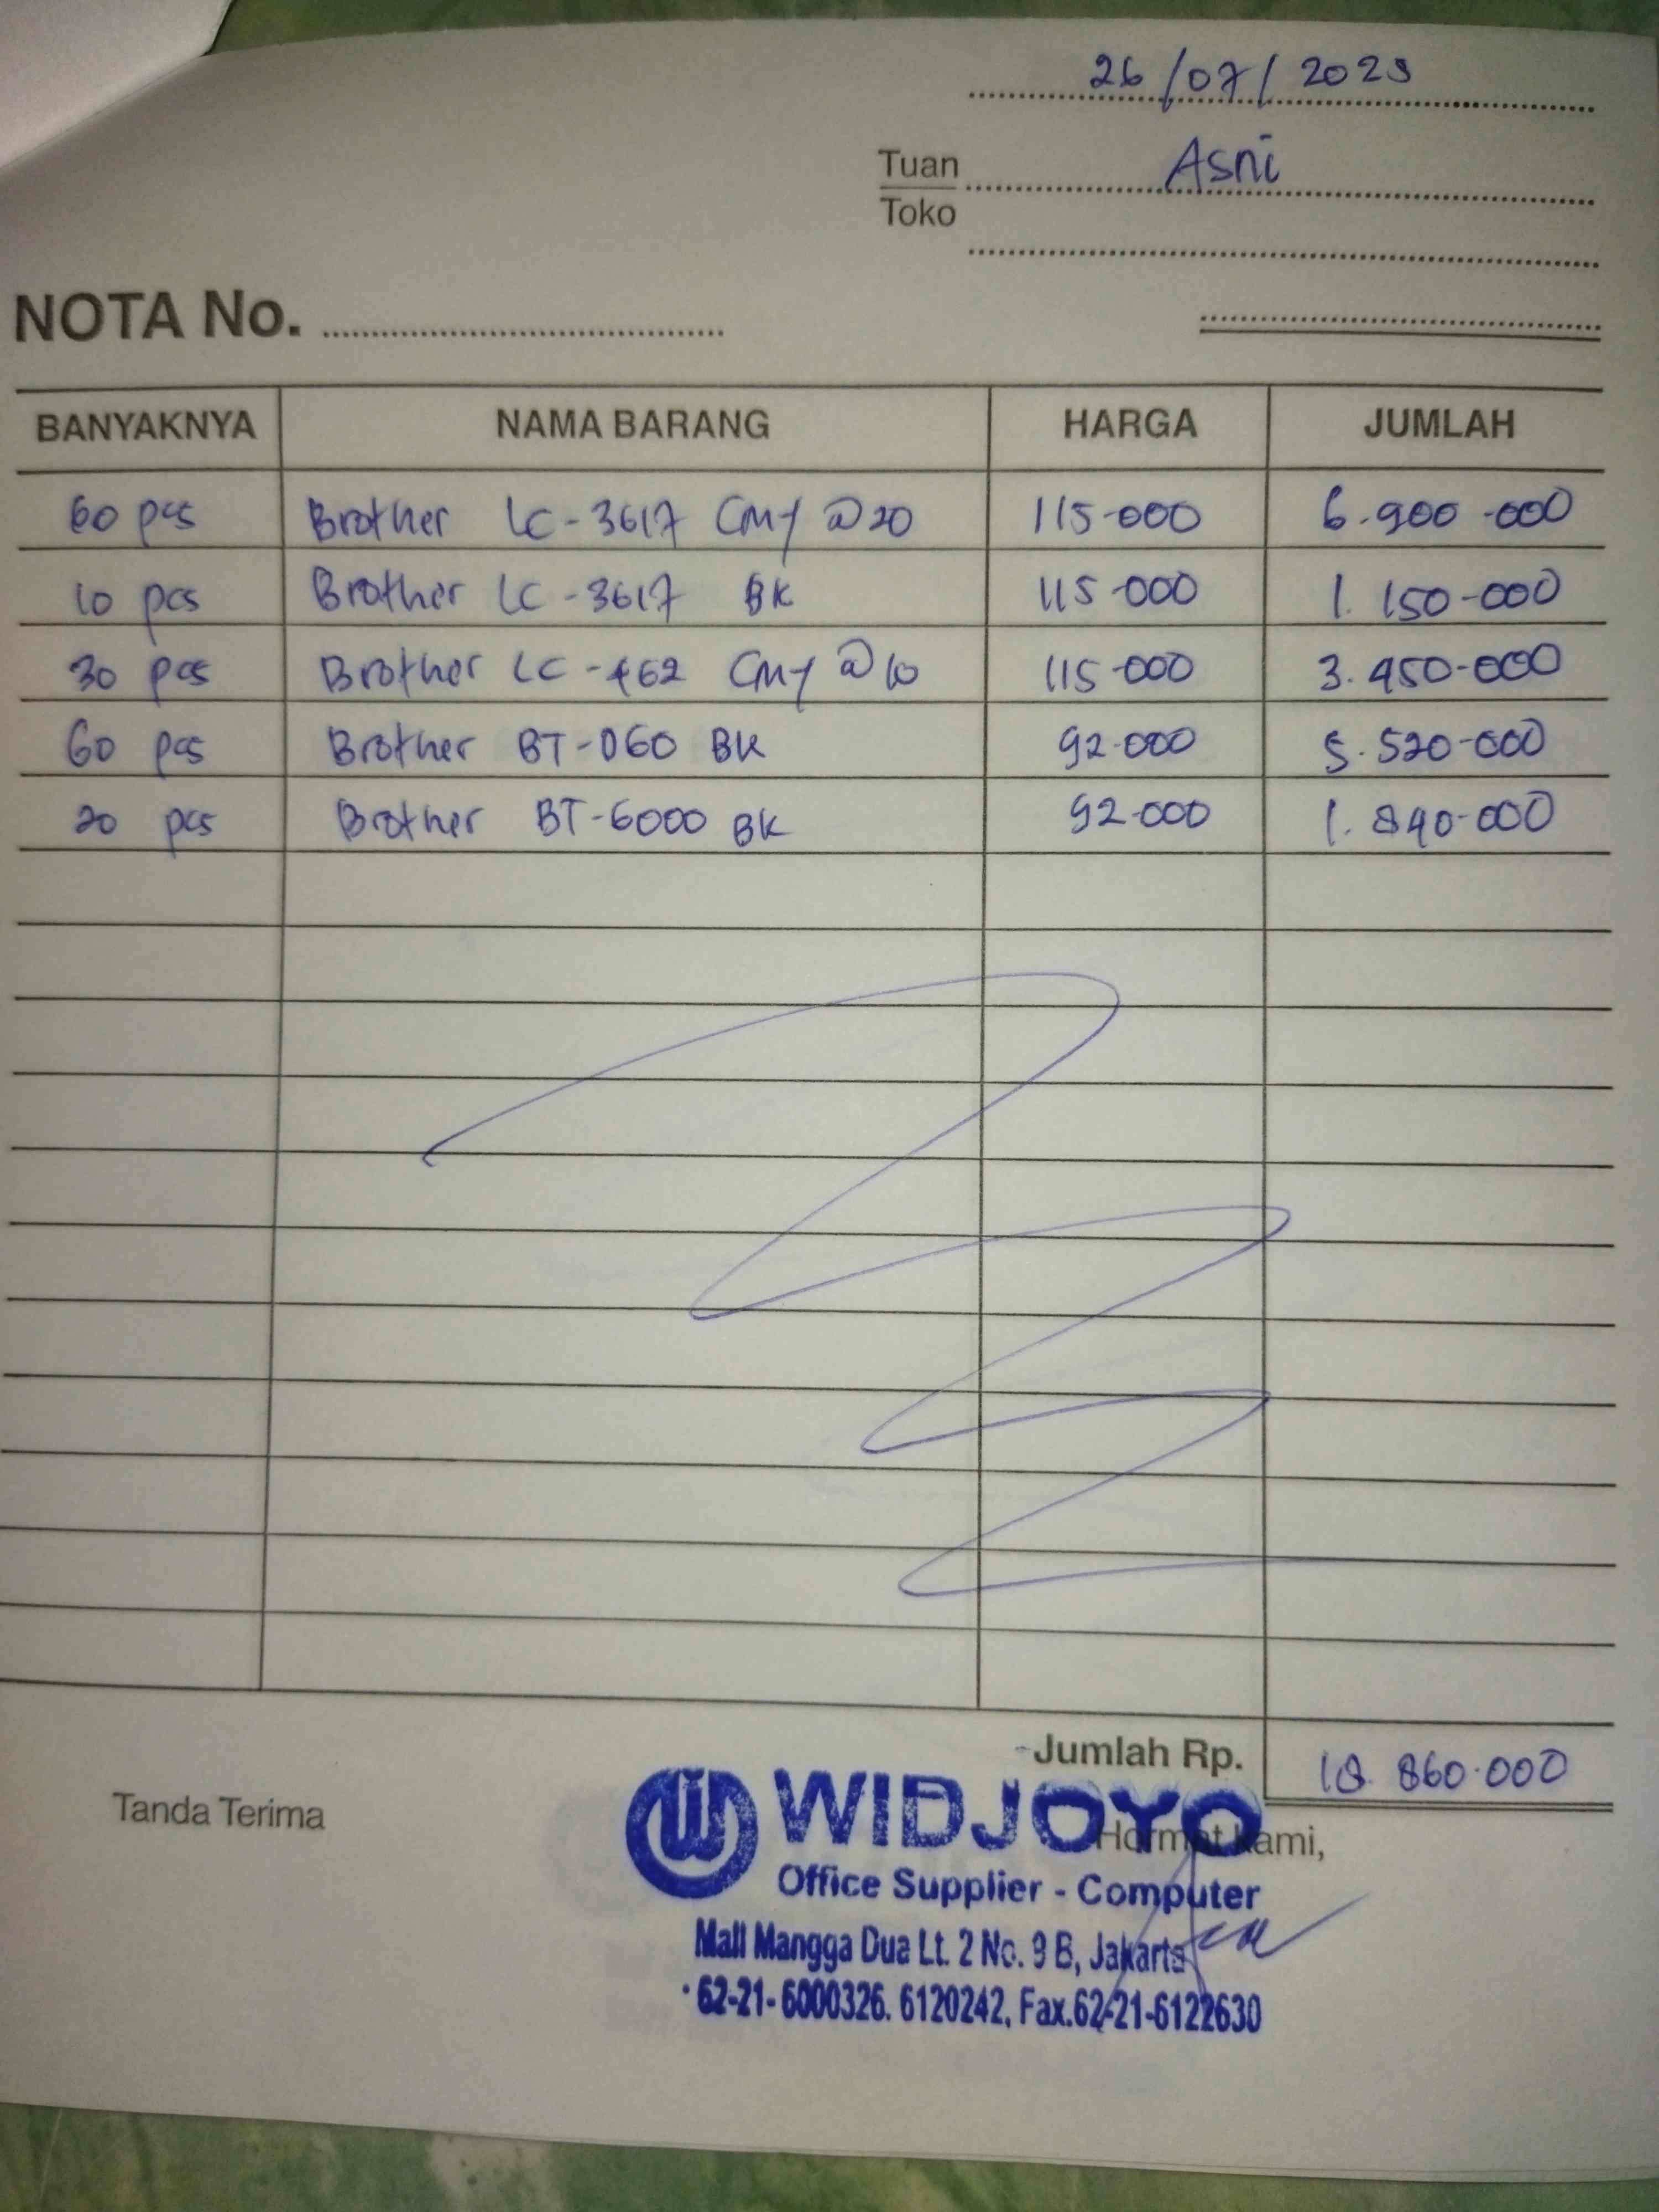 26/07/2023
Tuan Asni
Toko
NOTA No.
BANYAKNYA NAMA BARANG HARGA JUMLAH
60 pcs Brother LC-3617 CMY @20 115-000 6.900-000
10 pcs Brother LC-3617 BK 115-000 1.150-000
30 pcs Brother LC-462 CMY @10 115-000 3.450-000
60 pcs Brother BT-D60 BK 92-000 5.520-000
20 pcs Brother BT-6000 BK 92-000 1.840-000
Jumlah Rp. 18.860.000
Tanda Terima
Hormat Kami,
WIDJOYO
Office Supplier - Computer
Mall Mangga Dua Lt. 2 No. 9 B, Jakarta
62-21-6000326. 6120242, Fax.62-21-6122630